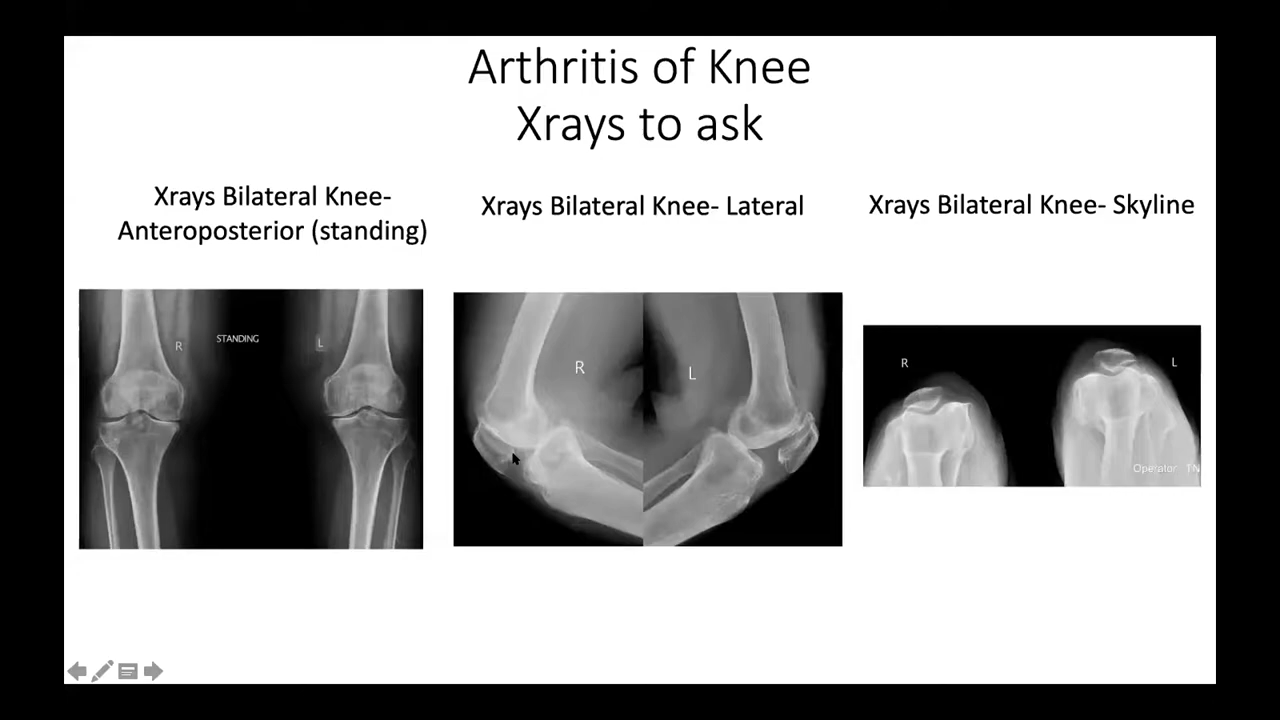 Arthritis of Knee
Xrays to ask
Xrays Bilateral Knee-
Anteroposterior (standing)
Xrays Bilateral Knee- Lateral
Xrays Bilateral Knee- Skyline
R
STANDING
L
R
L
R
L
Operator TN